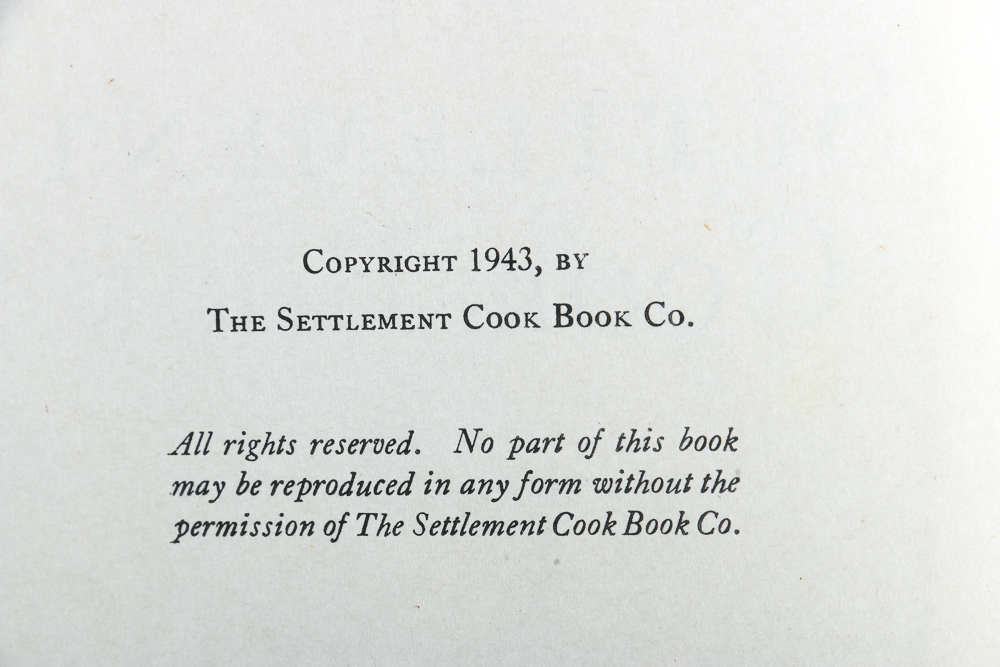 Copyright 1943, by
The Settlement Cook Book Co.
All rights reserved. No part of this book
may be reproduced in any form without the
permission of The Settlement Cook Book Co.